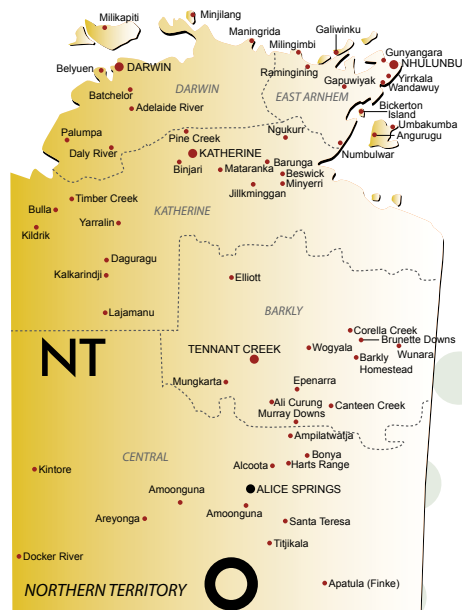 Minjilang
Milikapiti
Galiwinku
Maningrida
Milingimbi
Gunyangara
NHULUNBUY
Belyuen
DARWIN
Ramingining
Yirrkala
Gapuwiyak
Wandawuy
Batchelor
DARWIN
EAST ARNHEM
Bickerton
Island
Adelaide River
Umbakumba
Angurugu
Palumpa
Pine Creek
Ngukurr
Daly River
KATHERINE
Numbulwar
Binjari
Mataranka
Barunga
Beswick
Minyerri
Jillkminggan
Timber Creek
Bulla
KATHERINE
Yarralin
Kildrik
Daguragu
Kalkarindji
Elliott
Lajamanu
BARKLY
NT
Corella Creek
Brunette Downs
TENNANT CREEK
Wogyala
Wunara
Barkly
Homestead
Mungkarta
Epenarra
Ali Curung
Canteen Creek
Murray Downs
Ampilatwatja
CENTRAL
Bonya
Kintore
Alcoota
Harts Range
Amoonguna
ALICE SPRINGS
Areyonga
Amoonguna
Santa Teresa
Titjikala
Docker River
NORTHERN TERRITORY
Apatula (Finke)